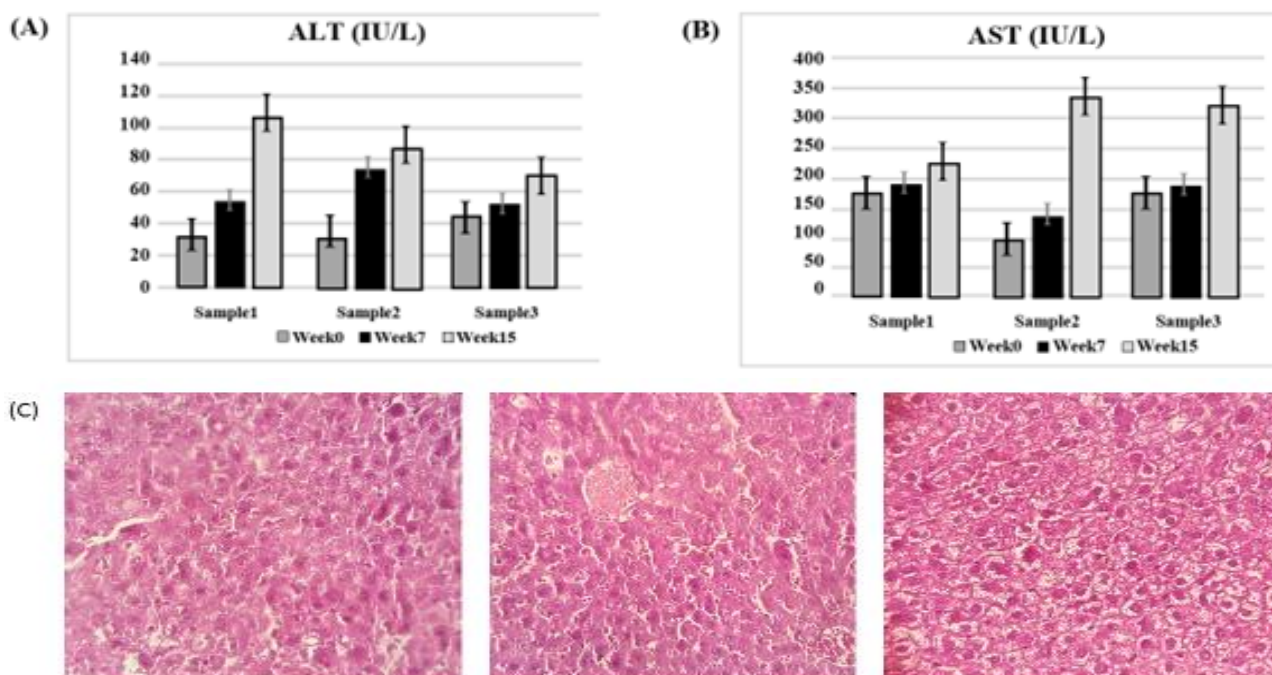 (A)
ALT (IU/L)
140
120
100
80
60
40
20
0
Sample1 Sample2 Sample3
Week0 Week7 Week15
(B)
AST (IU/L)
400
350
300
250
200
150
100
50
0
Sample1 Sample2 Sample3
Week0 Week7 Week15
(C)